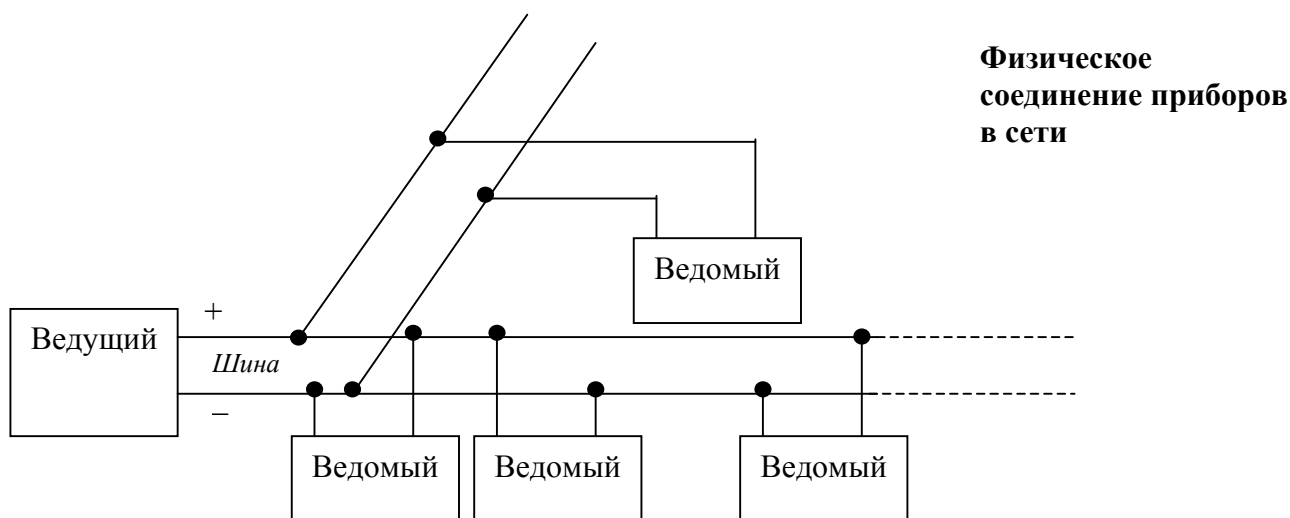 Физическое
соединение приборов
в сети
Ведомый
+
Ведущий
Шина
–
Ведомый
Ведомый
Ведомый